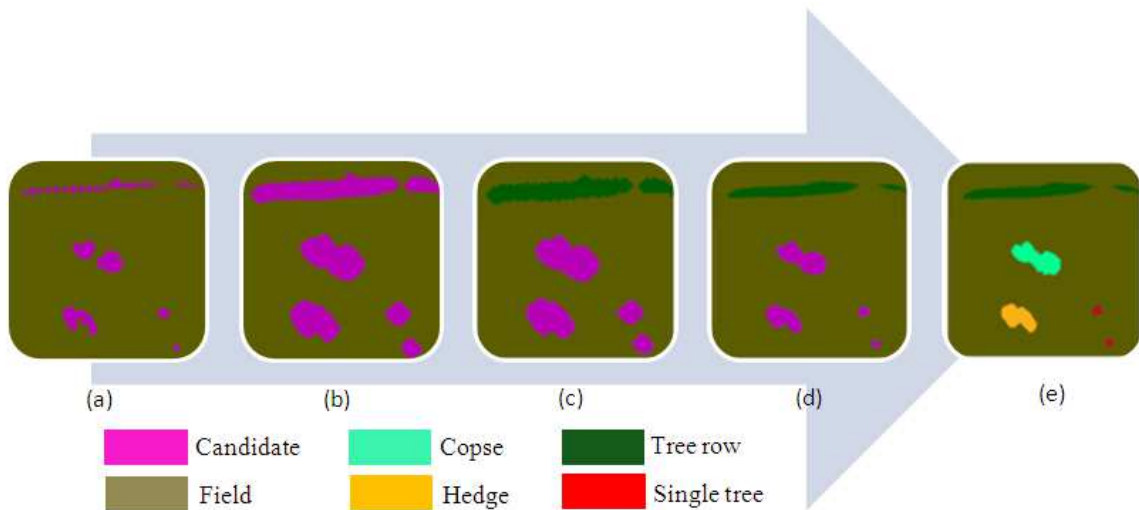 (a) (b) (c) (d) (e)
Candidate Copse Tree row
Field Hedge Single tree